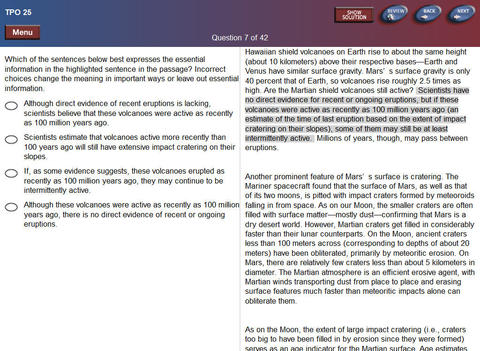 TPO 25
SHOW
SOLUTION
REVIEW
BACK
NEXT
Menu
Question 7 of 42
Which of the sentences below best expresses the essential
information in the highlighted sentence in the passage? Incorrect
choices change the meaning in important ways or leave out essential
information.
Although direct evidence of recent eruptions is lacking,
scientists believe that these volcanoes were active as recently
as 100 million years ago.
Scientists estimate that volcanoes active more recently than
100 years ago will still have extensive impact cratering on their
slopes.
If, as some evidence suggests, these volcanoes erupted as
recently as 100 million years ago, they may continue to be
intermittently active.
Although these volcanoes were active as recently as 100 million
years ago, there is no direct evidence of recent or ongoing
eruptions.
Hawaiian shield volcanoes on Earth rise to about the same height
(about 10 kilometers) above their respective bases—Earth and
Venus have similar surface gravity. Mars' s surface gravity is only
40 percent that of Earth, so volcanoes rise roughly 2.5 times as
high. Are the Martian shield volcanoes still active? Scientists have
no direct evidence for recent or ongoing eruptions, but if these
volcanoes were active as recently as 100 million years ago (an
estimate of the time of last eruption based on the extent of impact
cratering on their slopes), some of them may still be at least
intermittently active. Millions of years, though, may pass between
eruptions.
Another prominent feature of Mars' s surface is cratering. The
Mariner spacecraft found that the surface of Mars, as well as that
of its two moons, is pitted with impact craters formed by meteoroids
falling in from space. As on our Moon, the smaller craters are often
filled with surface matter—mostly dust—confirming that Mars is a
dry desert world. However, Martian craters get filled in considerably
faster than their lunar counterparts. On the Moon, ancient craters
less than 100 meters across (corresponding to depths of about 20
meters) have been obliterated, primarily by meteoritic erosion. On
Mars, there are relatively few craters less than about 5 kilometers in
diameter. The Martian atmosphere is an efficient erosive agent, with
Martian winds transporting dust from place to place and erasing
surface features much faster than meteoritic impacts alone can
obliterate them.
As on the Moon, the extent of large impact cratering (i.e., craters
too big to have been filled in by erosion since they were formed)
serves as an age indicator for the Martian surface. Age estimates